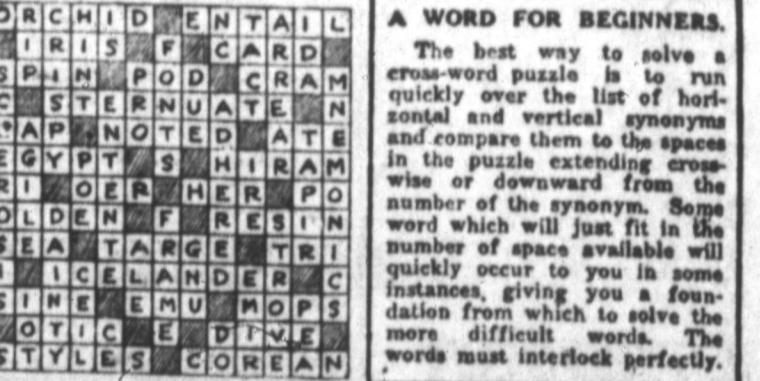 ORCHID ENTAIL
IRIS F CARD
SPIN POD CRAM
C STERNUATE N
AP NOTED ATE
EGYPT S HIRAM
RI OER HER PO
OLDEN F RESIN
SEA TARGE TRI
ICELANDER C
SINE EMU MOPS
OTIC E DIVE
STYLES COREAN
A WORD FOR BEGINNERS.
The best way to solve a
cross-word puzzle is to run
quickly over the list of hori-
zontal and vertical synonyms
and compare them to the spaces
in the puzzle extending cross-
wise or downward from the
number of the synonym. Some
word which will just fit in the
number of space available will
quickly occur to you in some
instances, giving you a foun-
dation from which to solve the
more difficult words. The
words must interlock perfectly.